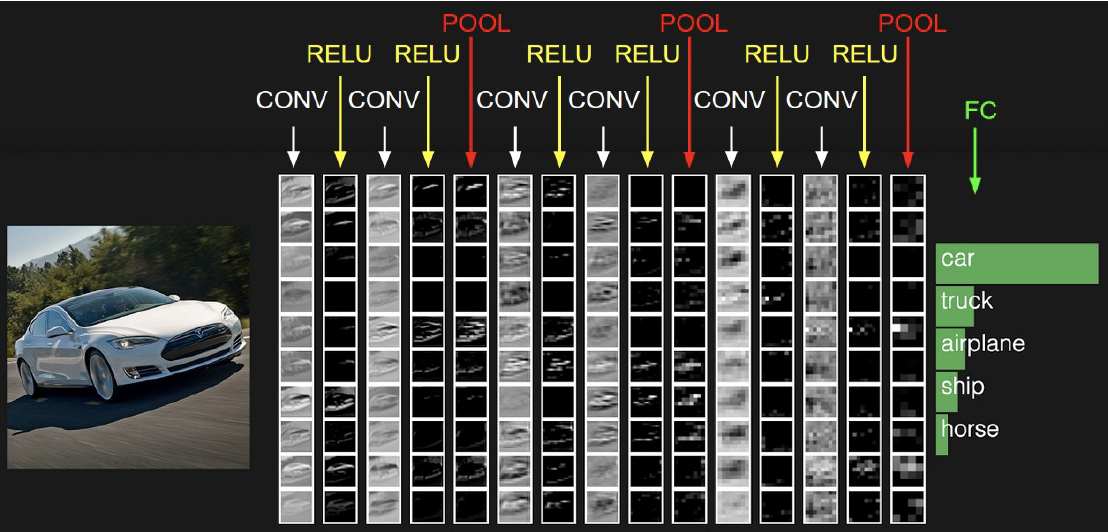 POOL POOL POOL
RELU RELU RELU RELU RELU RELU
CONV CONV CONV CONV CONV CONV
FC
car
truck
airplane
ship
horse